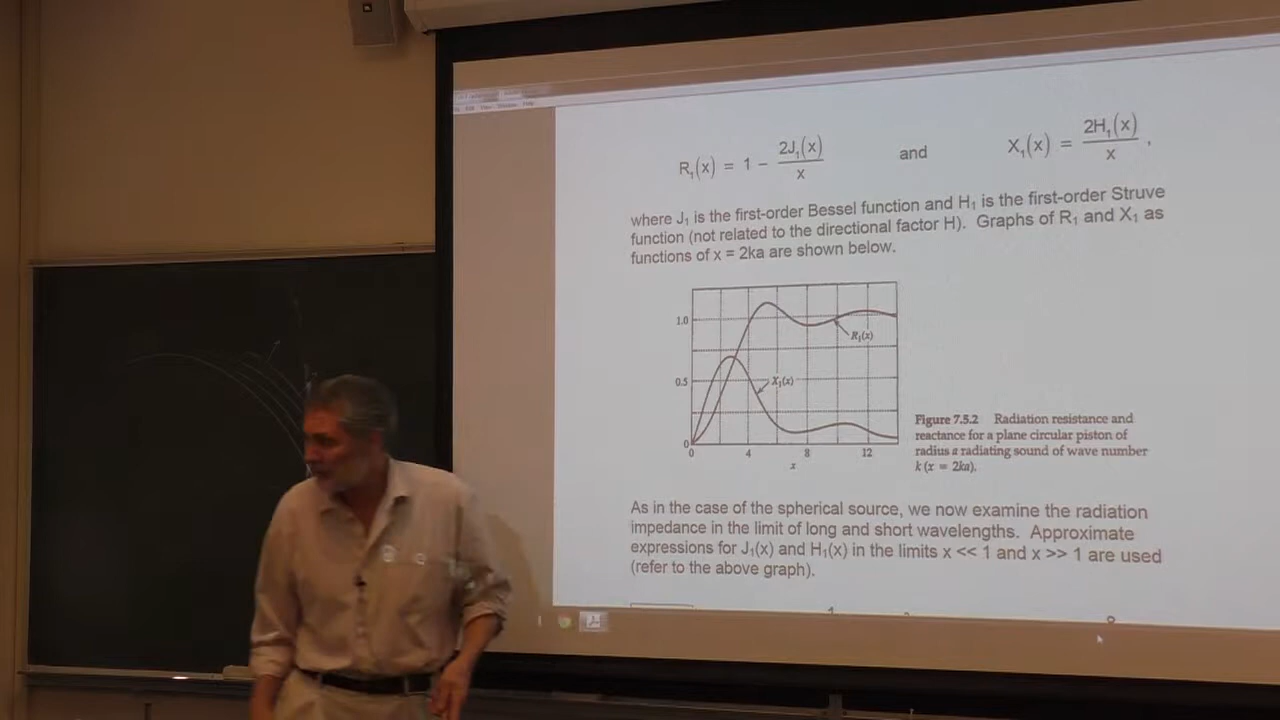 R₁(x) = 1 − 2J₁(x)/x and X₁(x) = 2H₁(x)/x ,
where J₁ is the first-order Bessel function and H₁ is the first-order Struve
function (not related to the directional factor H). Graphs of R₁ and X₁ as
functions of x = 2ka are shown below.
1.0
R₁(x)
0.5
X₁(x)
0
0 4 8 12
x
Figure 7.5.2 Radiation resistance and
reactance for a plane circular piston of
radius a radiating sound of wave number
k (x = 2ka).
As in the case of the spherical source, we now examine the radiation
impedance in the limit of long and short wavelengths. Approximate
expressions for J₁(x) and H₁(x) in the limits x << 1 and x >> 1 are used
(refer to the above graph).